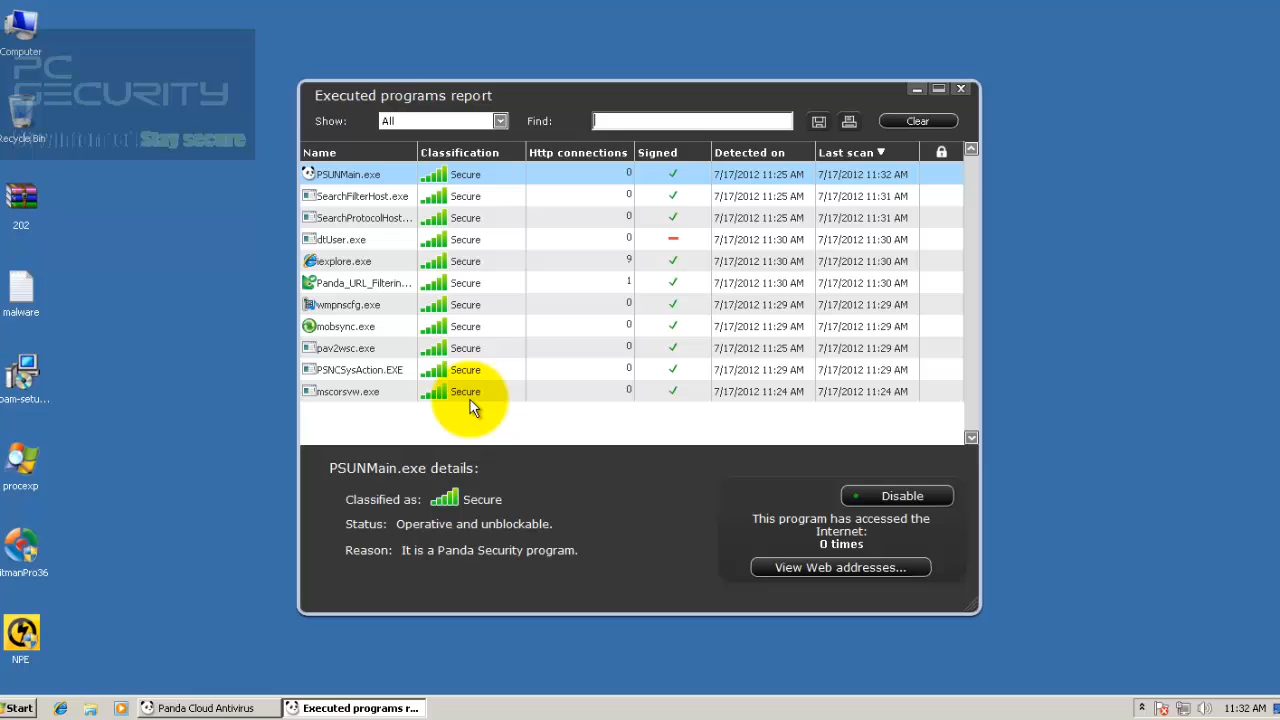 Computer
PC
SECURITY
Stay secure
Recycle Bin
202
malware
procexp
NPE
Executed programs report
Show: All Find: Clear
Name Classification Http connections Signed Detected on Last scan
PSUNMain.exe Secure 0 7/17/2012 11:25 AM 7/17/2012 11:32 AM
SearchFilterHost.exe Secure 0 7/17/2012 11:25 AM 7/17/2012 11:31 AM
SearchProtocolHost... Secure 0 7/17/2012 11:25 AM 7/17/2012 11:31 AM
dtUser.exe Secure 0 7/17/2012 11:30 AM 7/17/2012 11:30 AM
iexplore.exe Secure 9 7/17/2012 11:30 AM 7/17/2012 11:30 AM
Panda_URL_Filterin... Secure 1 7/17/2012 11:30 AM 7/17/2012 11:30 AM
wmpnscfg.exe Secure 0 7/17/2012 11:29 AM 7/17/2012 11:29 AM
mobsync.exe Secure 0 7/17/2012 11:29 AM 7/17/2012 11:29 AM
pav2wsc.exe Secure 0 7/17/2012 11:25 AM 7/17/2012 11:29 AM
PSNCSysAction.EXE Secure 0 7/17/2012 11:29 AM 7/17/2012 11:29 AM
mscorsvw.exe Secure 0 7/17/2012 11:24 AM 7/17/2012 11:29 AM
PSUNMain.exe details:
Classified as: Secure
Status: Operative and unblockable.
Reason: It is a Panda Security program.
Disable
This program has accessed the
Internet:
0 times
View Web addresses...
oam-setu...
itmanPro36
Start Panda Cloud Antivirus Executed programs r... 11:32 AM